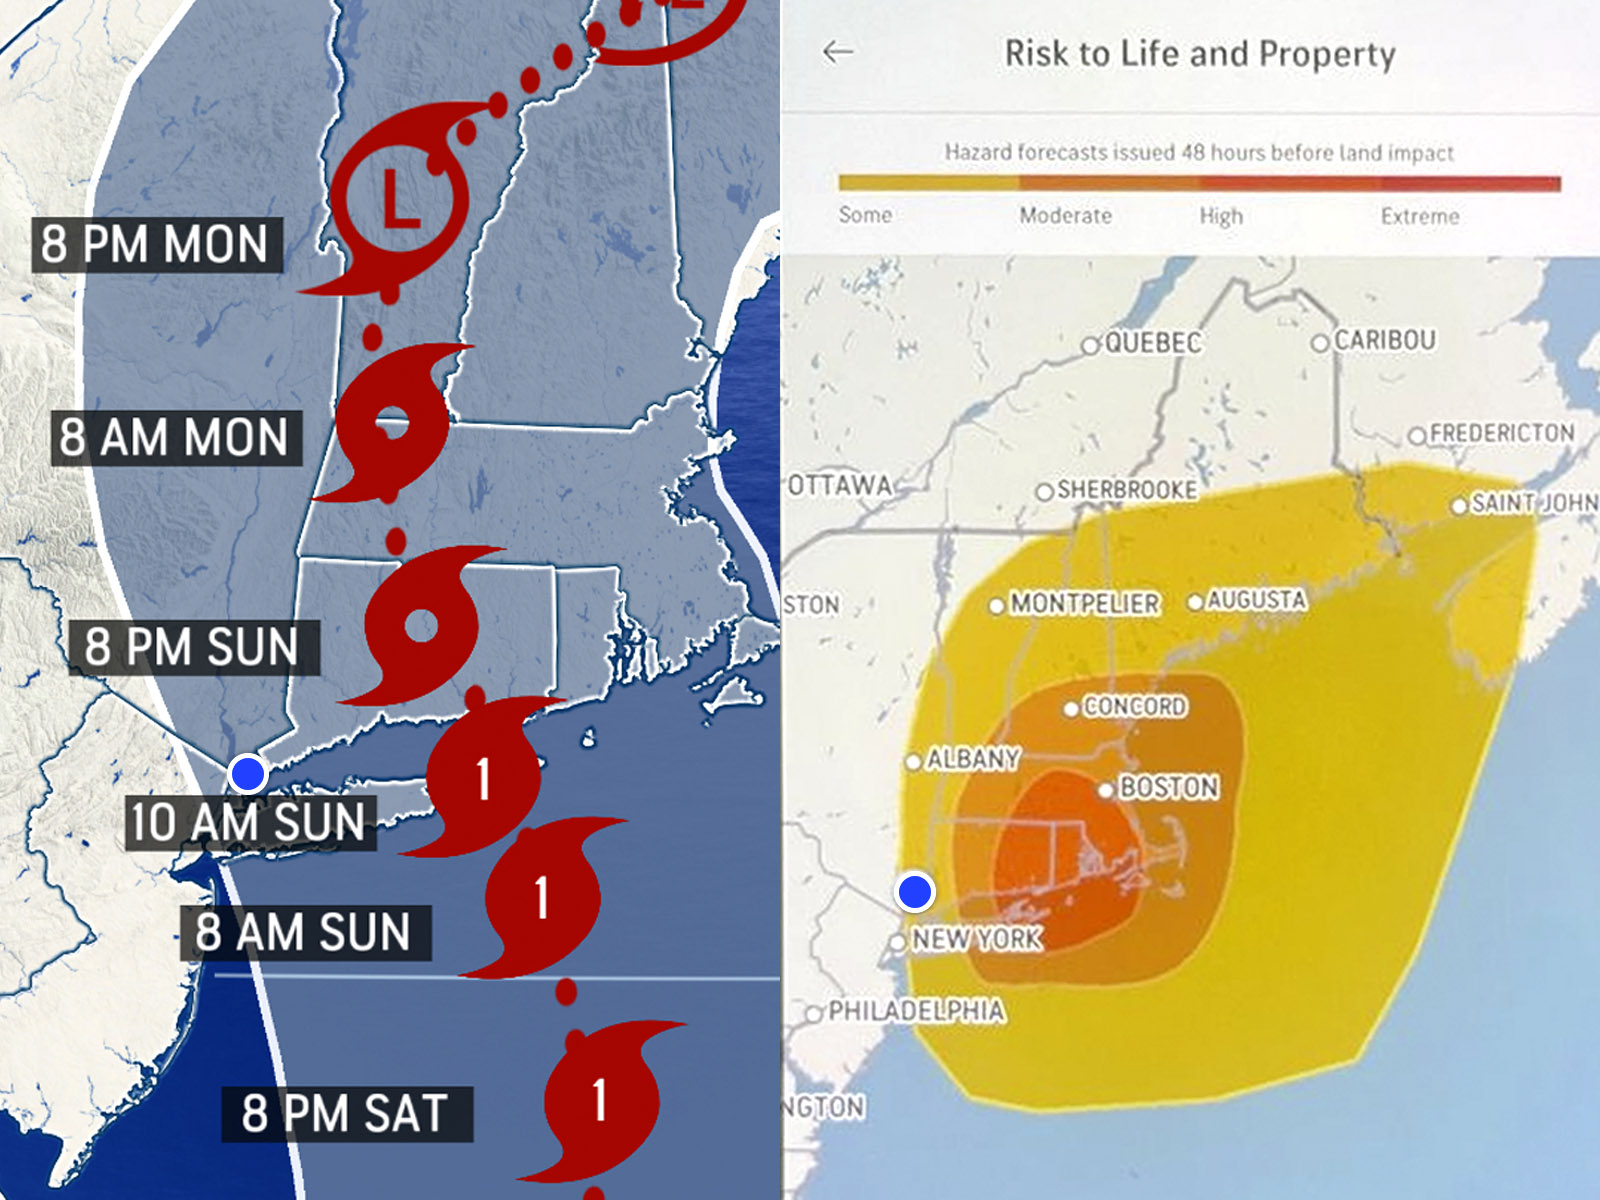 8 PM MON
L
8 AM MON
8 PM SUN
1
10 AM SUN
1
8 AM SUN
1
8 PM SAT
Risk to Life and Property
Hazard forecasts issued 48 hours before land impact
Some
Moderate
High
Extreme
QUEBEC
CARIBOU
FREDERICTON
OTTAWA
SHERBROOKE
SAINT JOHN
STON
MONTPELIER
AUGUSTA
CONCORD
ALBANY
BOSTON
NEW YORK
PHILADELPHIA
NGTON